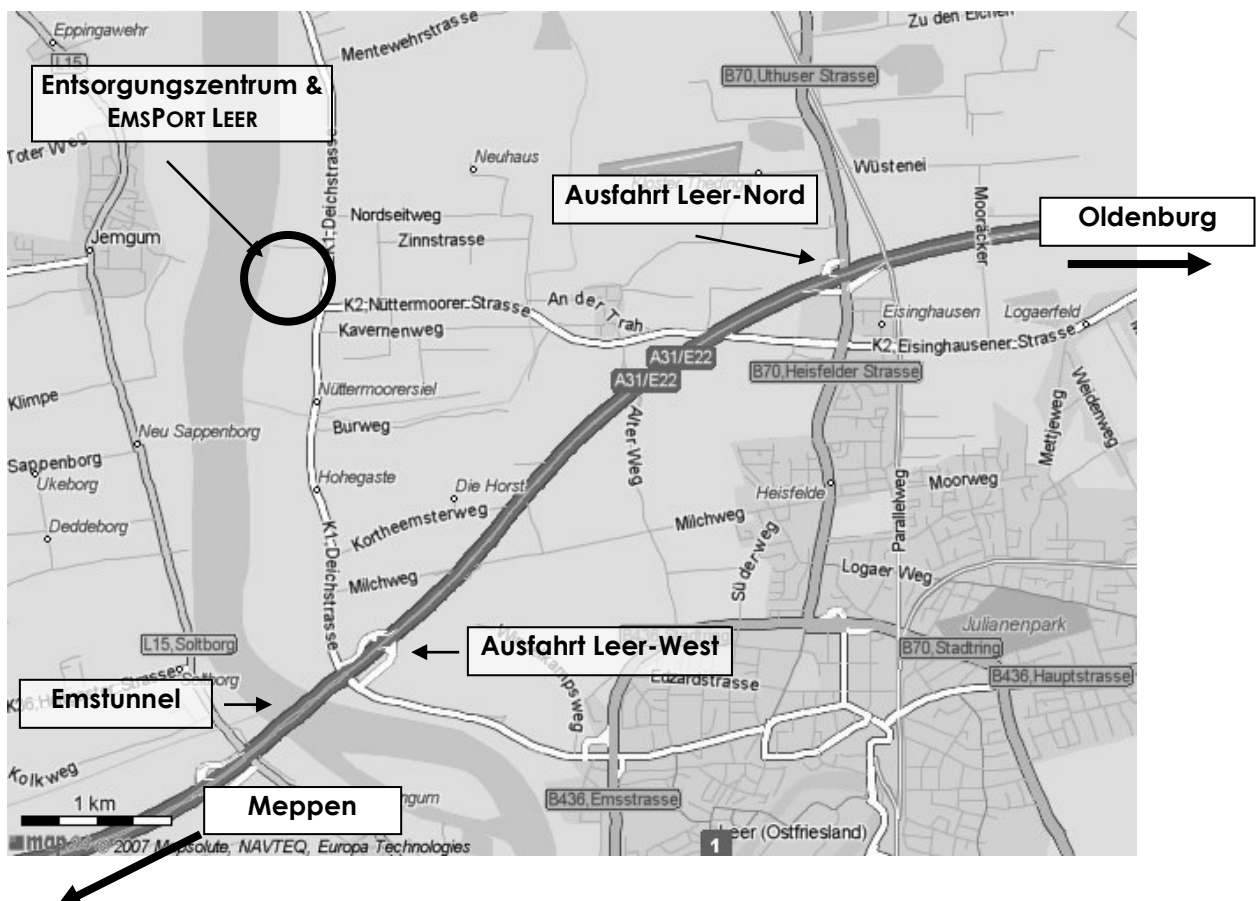 Eppingawehr
Mentewehrstrasse
Zu den Eichen
L15
B70,Uthuser Strasse
Entsorgungszentrum &
EMSPORT LEER
Toter Weg
Neuhaus
Kloster Thedinga
Wüstenei
Ausfahrt Leer-Nord
Mooräcker
Oldenburg
Nordseitweg
Zinnstrasse
K1,Deichstrasse
Jemgum
K2,Nüttermoorer Strasse
An der Trah
Kavernenweg
Eisinghausen
Logaerfeld
K2,Eisinghausener Strasse
A31/E22
A31/E22
B70,Heisfelder Strasse
Klimpe
Nüttermoorersiel
Burweg
Alter Weg
Mettjeweg
Weidenweg
Neu Sappenborg
Sappenborg
Ukeborg
Hohegaste
Die Horst
Heisfelde
Moorweg
Parallelweg
Deddeborg
Kortheemsterweg
Milchweg
Süderweg
Logaer Weg
K1,Deichstrasse
Milchweg
Julianenpark
L15,Soltborg
Ausfahrt Leer-West
B70,Stadtring
B436,Hauptstrasse
Edzardstrasse
Emstunnel
Kolkweg
1 km
Meppen
B436,Emsstrasse
1
Leer (Ostfriesland)
© 2007 Mapsolute, NAVTEQ, Europa Technologies